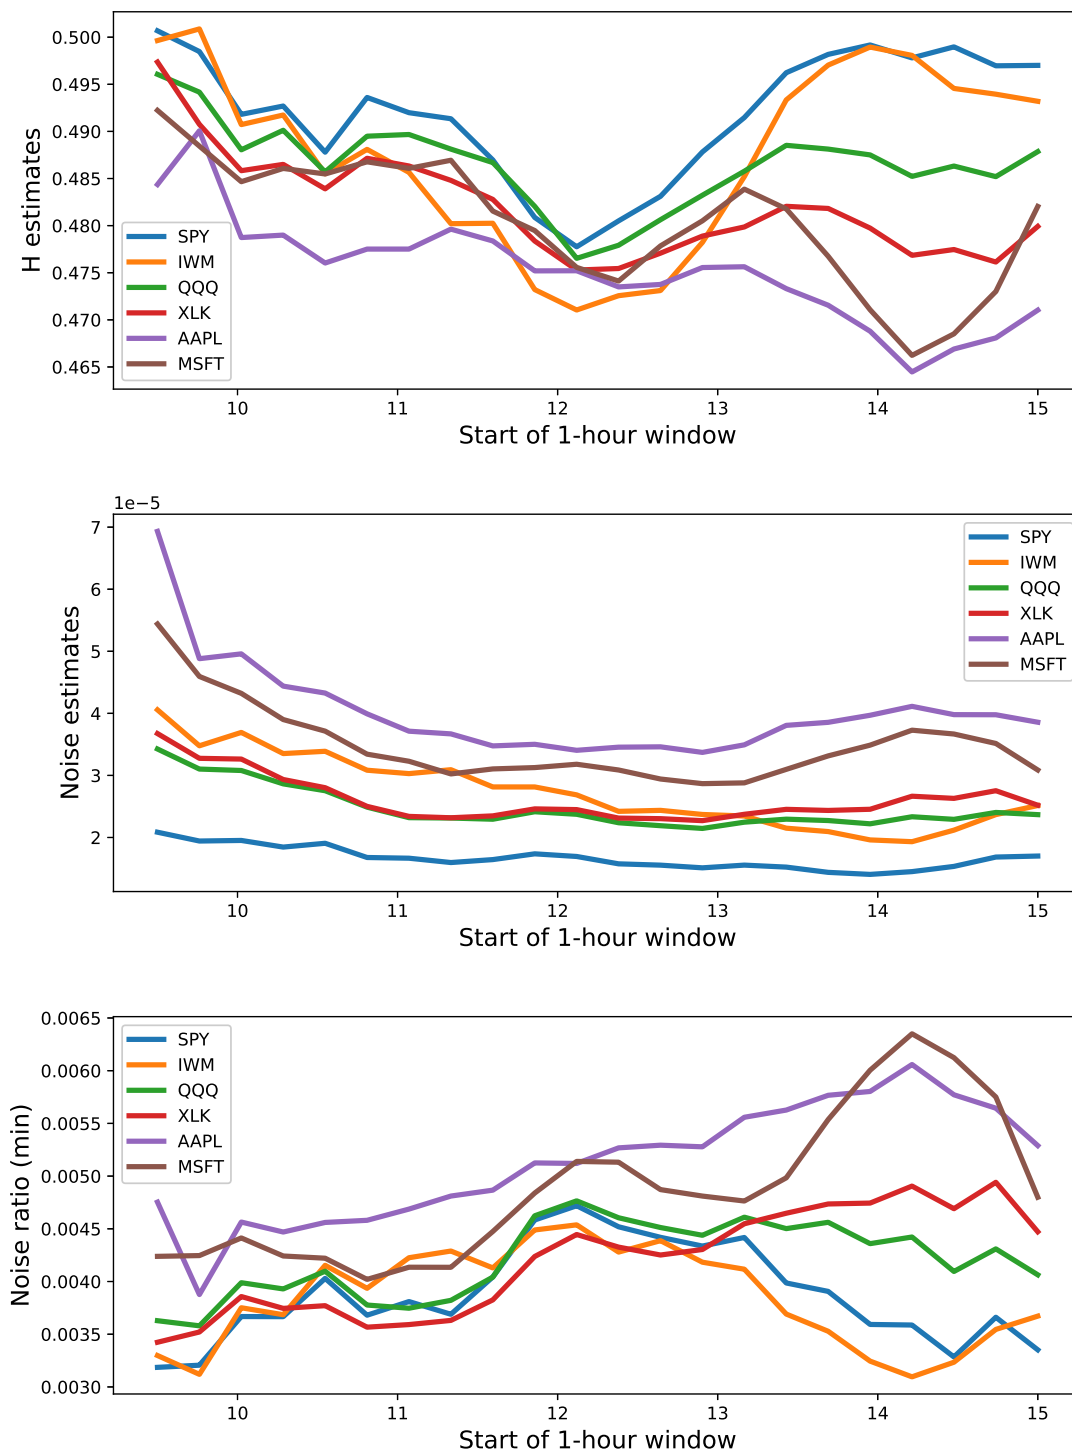 0.500
0.495
0.490
0.485
0.480
0.475
0.470
0.465
H estimates
SPY
IWM
QQQ
XLK
AAPL
MSFT
10 11 12 13 14 15
Start of 1-hour window
1e−5
7
6
5
4
3
2
Noise estimates
SPY
IWM
QQQ
XLK
AAPL
MSFT
10 11 12 13 14 15
Start of 1-hour window
0.0065
0.0060
0.0055
0.0050
0.0045
0.0040
0.0035
0.0030
Noise ratio (min)
SPY
IWM
QQQ
XLK
AAPL
MSFT
10 11 12 13 14 15
Start of 1-hour window